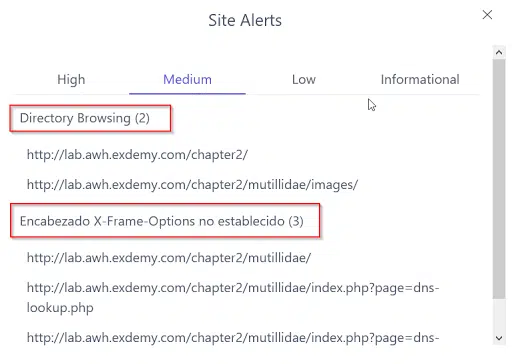 Site Alerts
High
Medium
Low
Informational
Directory Browsing (2)
http://lab.awh.exdemy.com/chapter2/
http://lab.awh.exdemy.com/chapter2/mutillidae/images/
Encabezado X-Frame-Options no establecido (3)
http://lab.awh.exdemy.com/chapter2/mutillidae/
http://lab.awh.exdemy.com/chapter2/mutillidae/index.php?page=dns-
lookup.php
http://lab.awh.exdemy.com/chapter2/mutillidae/index.php?page=dns-